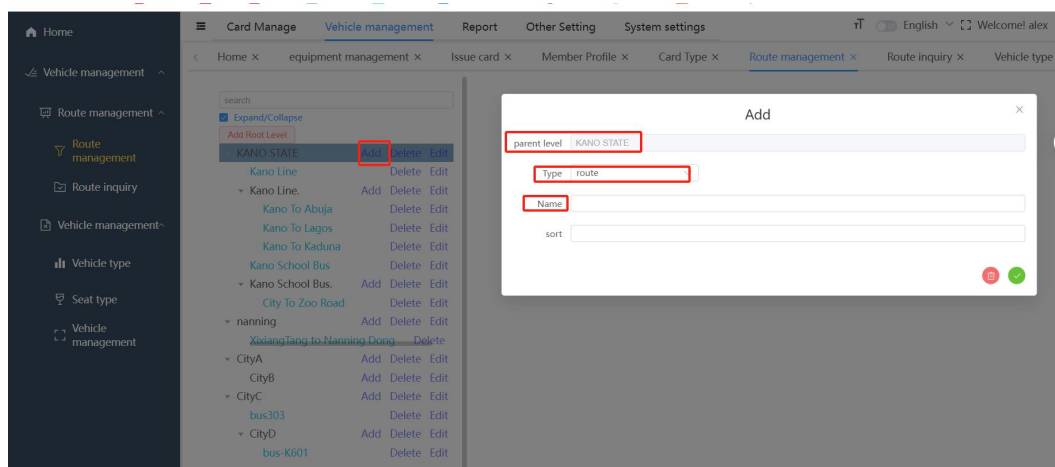 Home
Vehicle management
Route management
Route management
Route inquiry
Vehicle management
Vehicle type
Seat type
Vehicle management
Card Manage Vehicle management Report Other Setting System settings
English Welcome! alex
Home × equipment management × Issue card × Member Profile × Card Type × Route management × Route inquiry × Vehicle type
search
Expand/Collapse
Add Root Level
KANO STATE Add Delete Edit
Kano Line Delete Edit
Kano Line. Add Delete Edit
Kano To Abuja Delete Edit
Kano To Lagos Delete Edit
Kano To Kaduna Delete Edit
Kano School Bus Delete Edit
Kano School Bus. Add Delete Edit
City To Zoo Road Delete Edit
nanning Add Delete Edit
XixiangTang to Nanning Dong Delete
CityA Add Delete Edit
CityB Add Delete Edit
CityC Add Delete Edit
bus303 Delete Edit
CityD Add Delete Edit
bus-K601 Delete Edit
Add ×
parent level KANO STATE
Type route
Name
sort